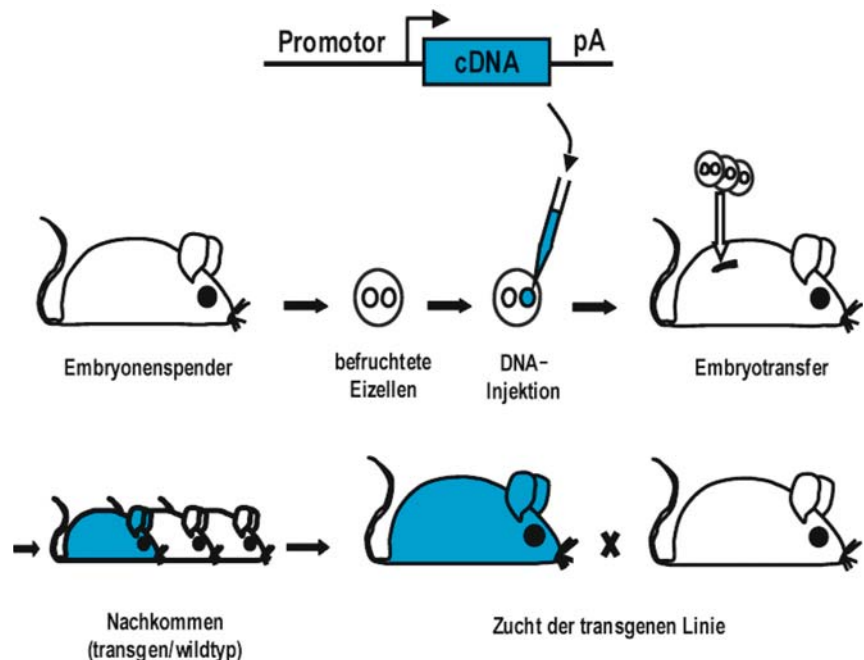 Promotor
cDNA
pA
Embryonenspender
befruchtete
Eizellen
DNA-
Injektion
Embryotransfer
Nachkommen
(transgen/wildtyp)
x
Zucht der transgenen Linie